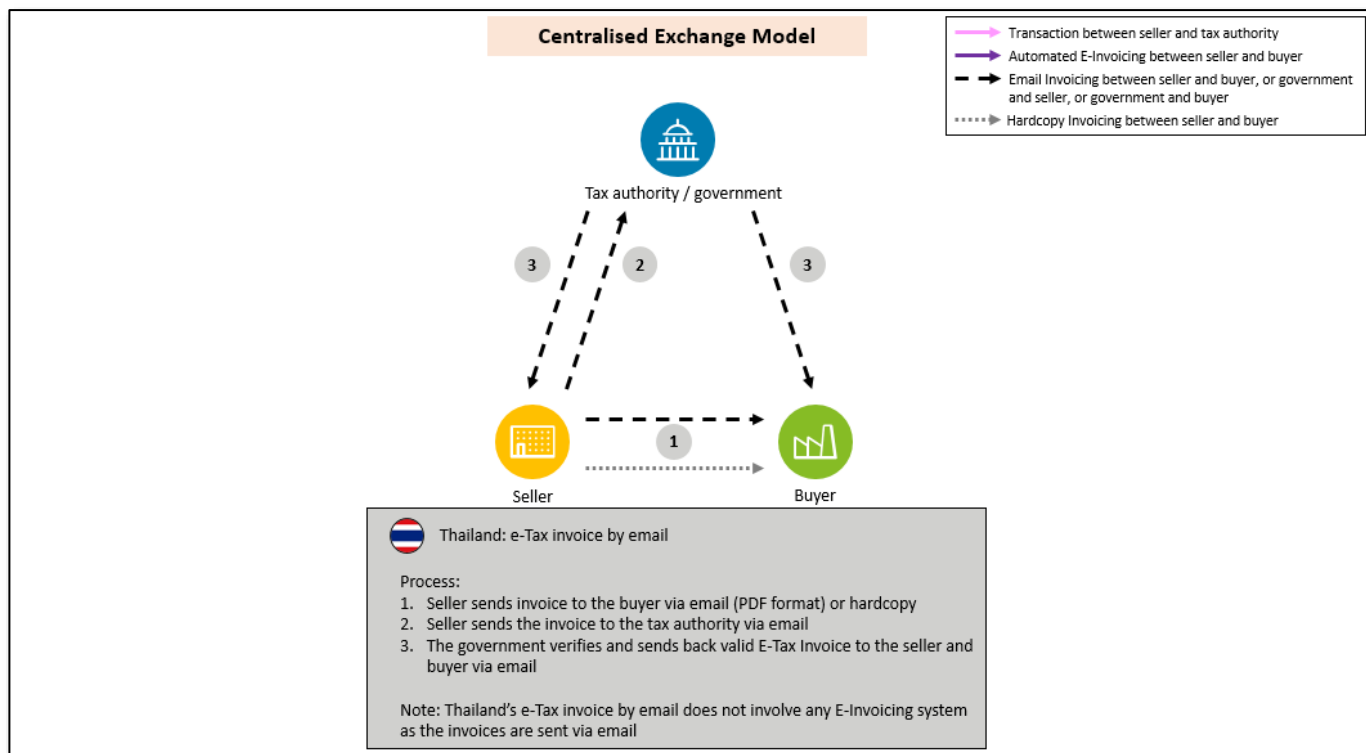 Centralised Exchange Model
Transaction between seller and tax authority
Automated E-Invoicing between seller and buyer
Email Invoicing between seller and buyer, or government
and seller, or government and buyer
Hardcopy Invoicing between seller and buyer
Tax authority / government
3
2
3
1
Seller
Buyer
Thailand: e-Tax invoice by email
Process:
1. Seller sends invoice to the buyer via email (PDF format) or hardcopy
2. Seller sends the invoice to the tax authority via email
3. The government verifies and sends back valid E-Tax Invoice to the seller and
buyer via email
Note: Thailand's e-Tax invoice by email does not involve any E-Invoicing system
as the invoices are sent via email